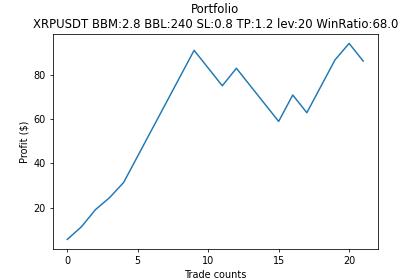 Portfolio
XRPUSDT BBM:2.8 BBL:240 SL:0.8 TP:1.2 lev:20 WinRatio:68.0
Profit ($)
80
60
40
20
0 5 10 15 20
Trade counts